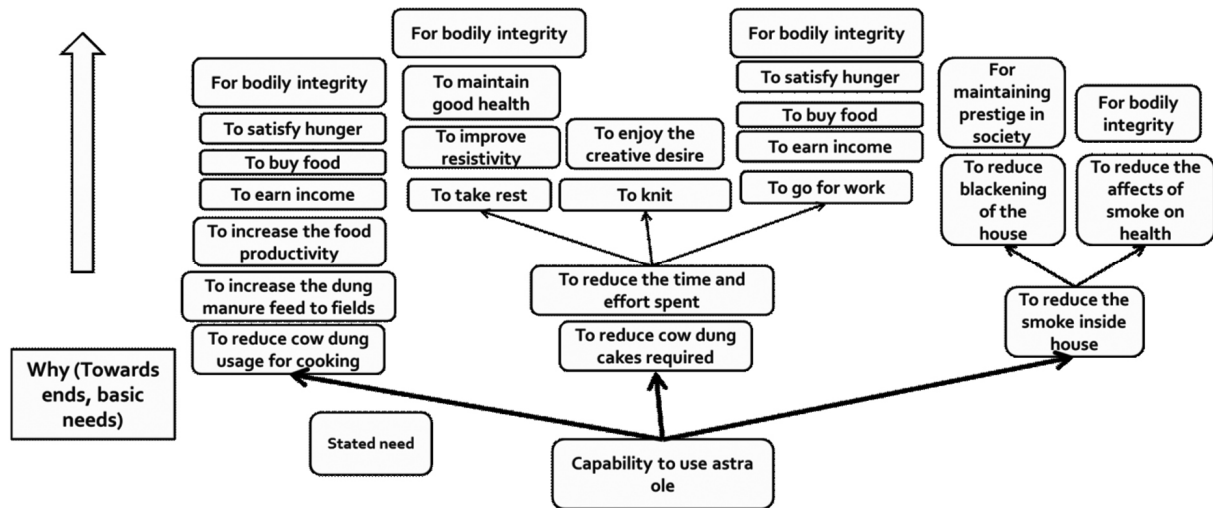 For bodily integrity
To satisfy hunger
To buy food
To earn income
To increase the food
productivity
To increase the dung
manure feed to fields
To reduce cow dung
usage for cooking
For bodily integrity
To maintain
good health
To improve
resistivity
To take rest
To enjoy the
creative desire
To knit
For bodily integrity
To satisfy hunger
To buy food
To earn income
To go for work
To reduce the time and
effort spent
To reduce cow dung
cakes required
For
maintaining
prestige in
society
To reduce
blackening
of the
house
For bodily
integrity
To reduce
the affects of
smoke on
health
To reduce the
smoke inside
house
Why (Towards
ends, basic
needs)
Stated need
Capability to use astra
ole